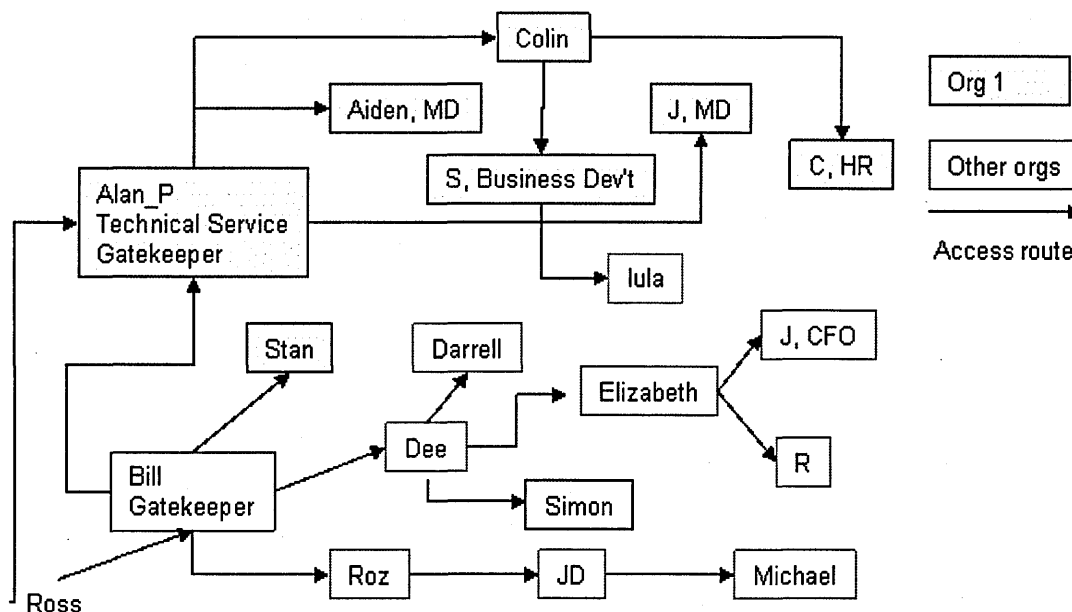 Colin
Org 1
Aiden, MD
J, MD
C, HR
Other orgs
S, Business Dev't
Alan_P
Technical Service
Gatekeeper
Access route
Iula
J, CFO
Stan
Darrell
Elizabeth
Dee
R
Bill
Gatekeeper
Simon
Roz
JD
Michael
Ross